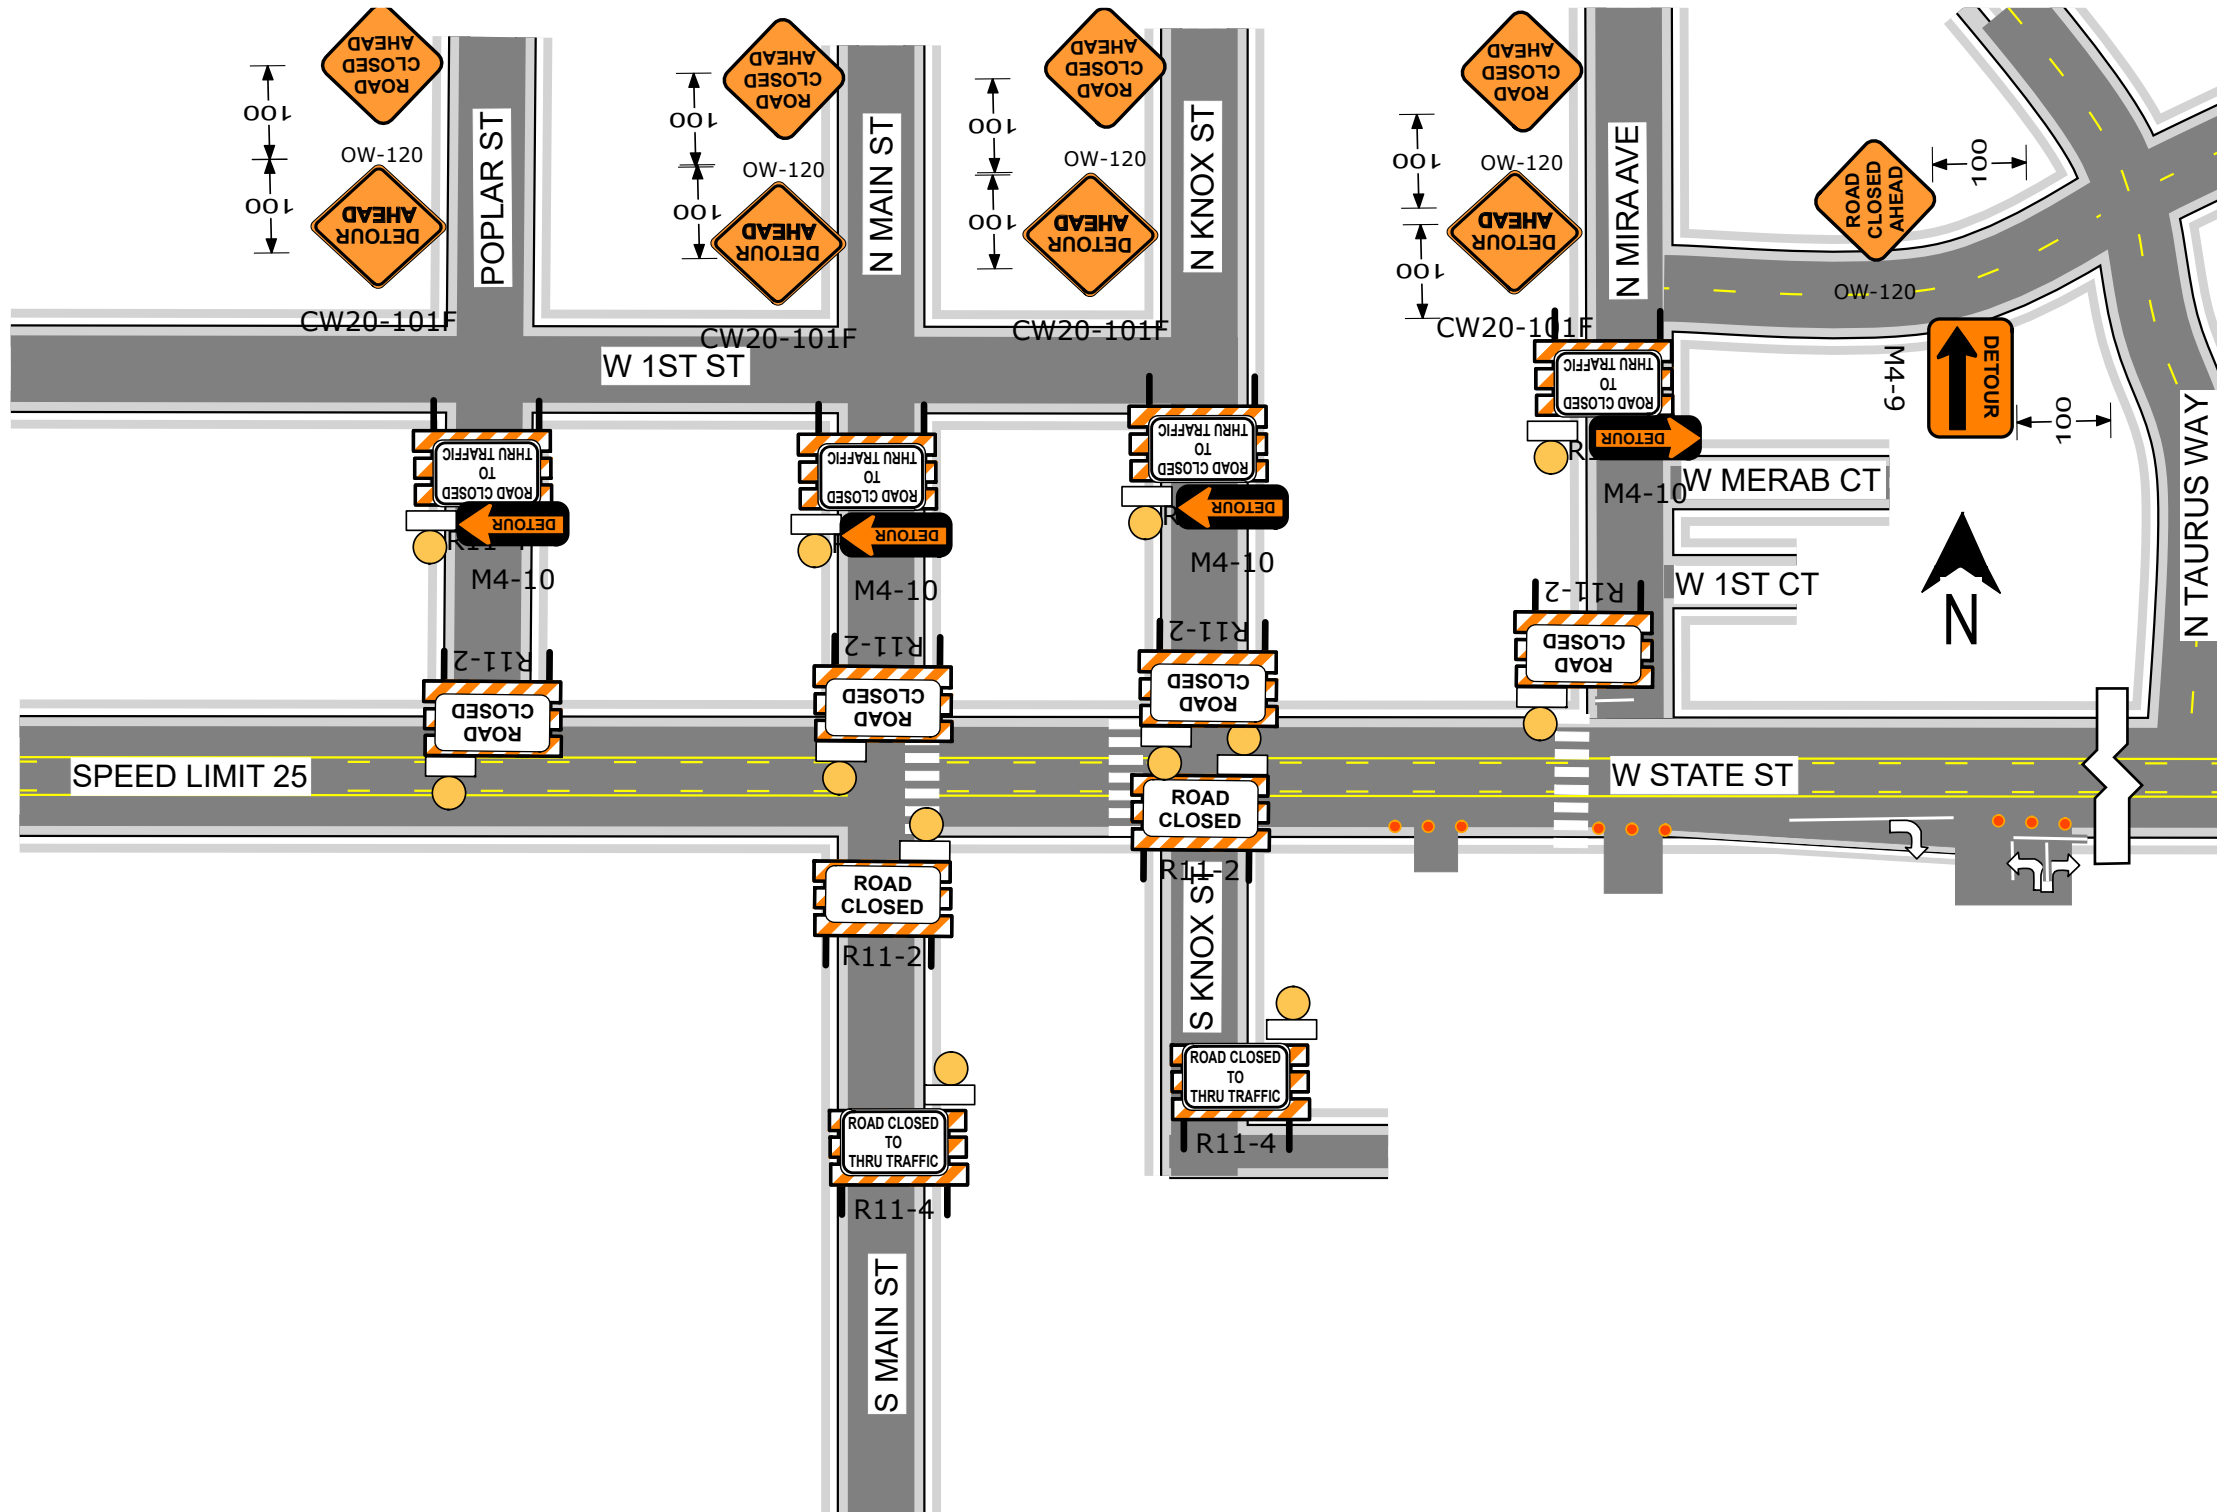 ROAD
CLOSED
AHEAD
100
100
OW-120
DETOUR
AHEAD
CW20-101F
POPLAR ST
ROAD
CLOSED
AHEAD
100
100
OW-120
DETOUR
AHEAD
CW20-101F
N MAIN ST
ROAD
CLOSED
AHEAD
100
100
OW-120
DETOUR
AHEAD
CW20-101F
N KNOX ST
ROAD
CLOSED
AHEAD
100
100
OW-120
DETOUR
AHEAD
CW20-101F
N MIRA AVE
ROAD
CLOSED
AHEAD
100
OW-120
DETOUR
M4-9
100
N TAURUS WAY
W 1ST ST
ROAD CLOSED
TO
THRU TRAFFIC
DETOUR
M4-10
ROAD CLOSED
TO
THRU TRAFFIC
DETOUR
M4-10
ROAD CLOSED
TO
THRU TRAFFIC
DETOUR
M4-10
ROAD CLOSED
TO
THRU TRAFFIC
DETOUR
M4-10
W MERAB CT
W 1ST CT
N
R11-2
ROAD
CLOSED
R11-2
ROAD
CLOSED
R11-2
ROAD
CLOSED
R11-2
ROAD
CLOSED
SPEED LIMIT 25
W STATE ST
ROAD
CLOSED
R11-2
ROAD
CLOSED
R11-2
S KNOX ST
ROAD CLOSED
TO
THRU TRAFFIC
R11-4
ROAD CLOSED
TO
THRU TRAFFIC
R11-4
S MAIN ST